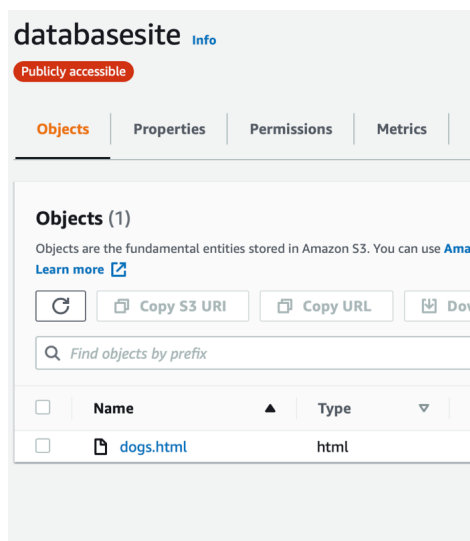 databasesite Info
Publicly accessible
Objects Properties Permissions Metrics
Objects (1)
Objects are the fundamental entities stored in Amazon S3. You can use Ama
Learn more
Copy S3 URI Copy URL Dov
Find objects by prefix
Name Type
dogs.html html